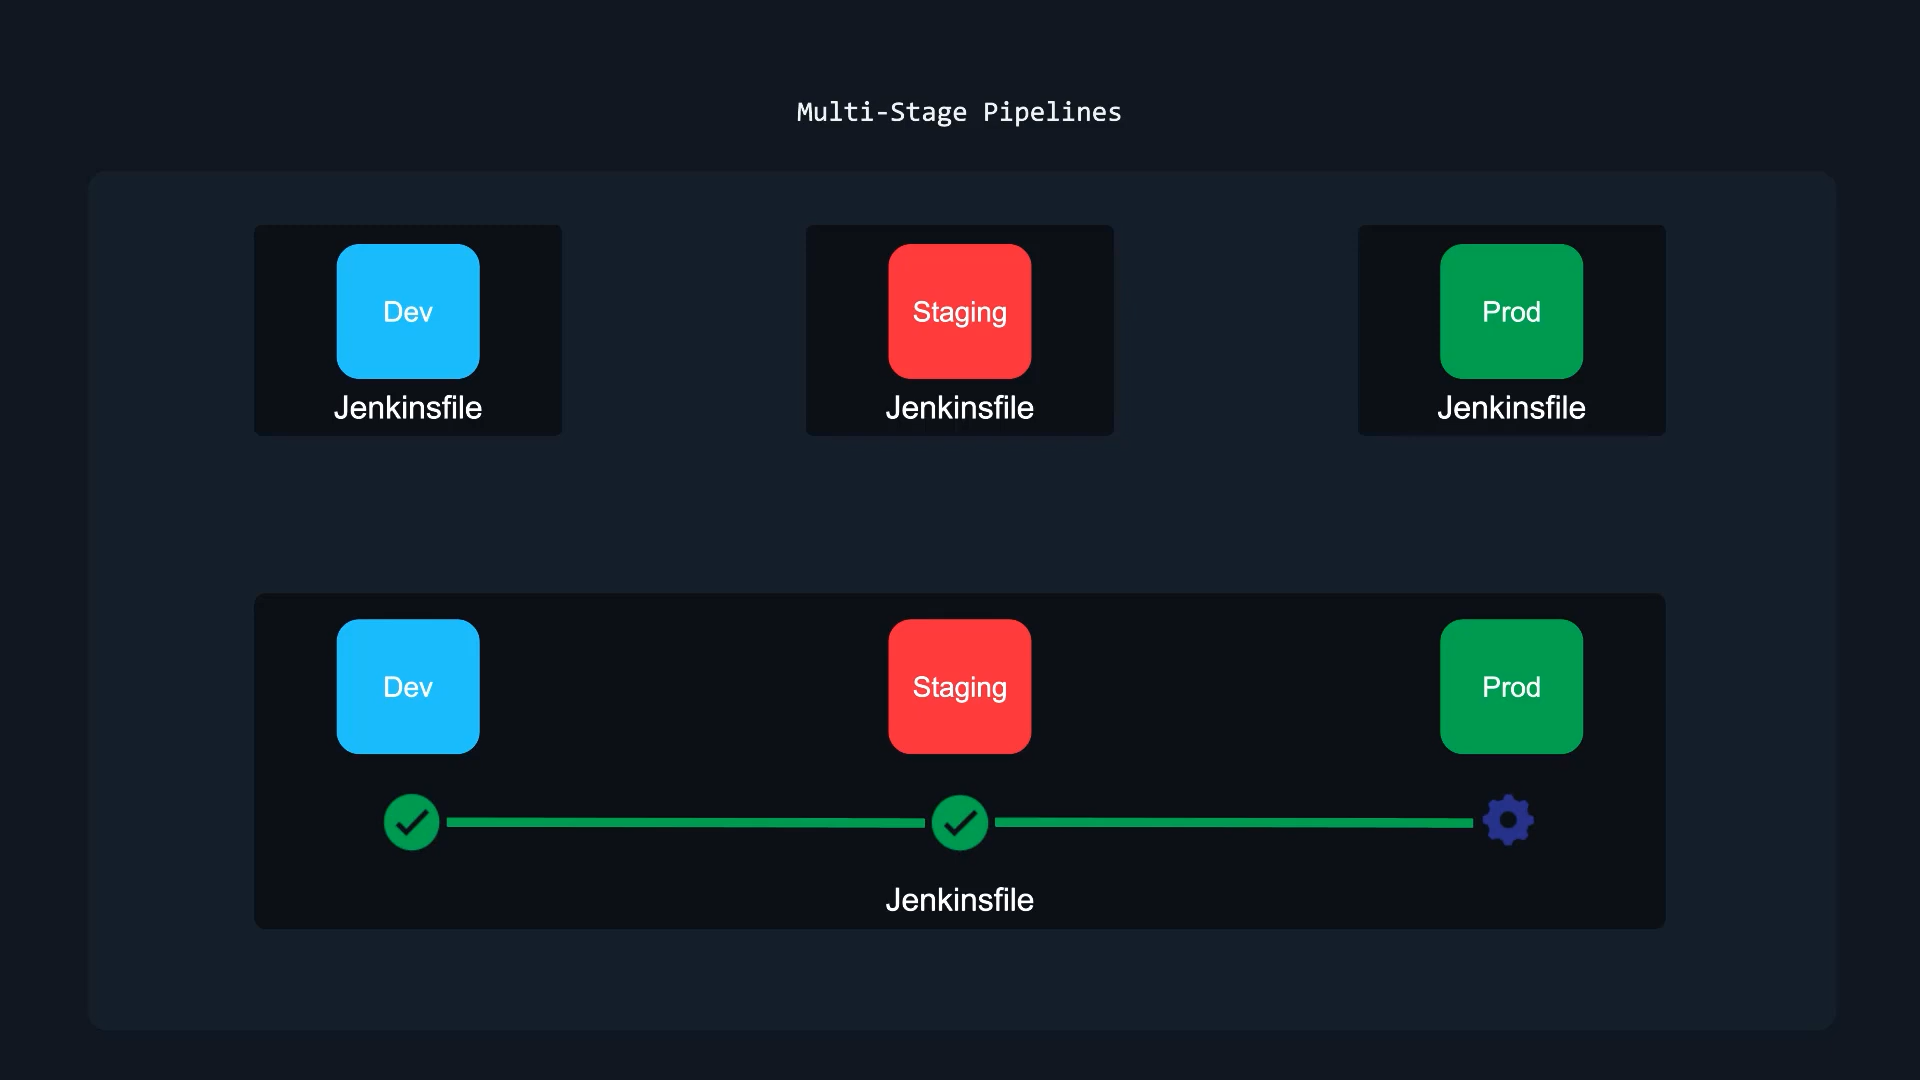 Multi-Stage Pipelines
Dev
Staging
Prod
Jenkinsfile
Jenkinsfile
Jenkinsfile
Dev
Staging
Prod
Jenkinsfile